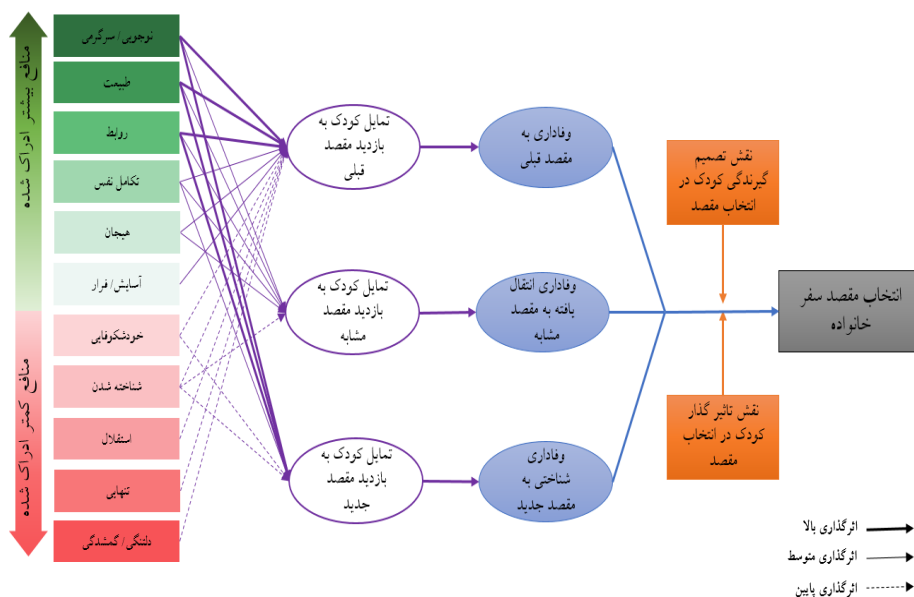 منافع بیشتر ادراک شده
منافع کمتر ادراک شده
نوجویی/ سرگرمی
طبیعت
روابط
تکامل نفس
هیجان
آسایش/ فرار
خودشکوفایی
شناخته شدن
استقلال
تنهایی
دلتنگی/ گمشدگی
تمایل کودک به
بازدید مقصد
قبلی
تمایل کودک به
بازدید مقصد
مشابه
تمایل کودک به
بازدید مقصد
جدید
وفاداری به
مقصد قبلی
وفاداری انتقال
یافته به مقصد
مشابه
وفاداری
شناختی به
مقصد جدید
نقش تصمیم
گیرندگی کودک در
انتخاب مقصد
نقش تاثیر گذار
کودک در انتخاب
مقصد
انتخاب مقصد سفر
خانواده
اثرگذاری بالا
اثرگذاری متوسط
اثرگذاری پایین